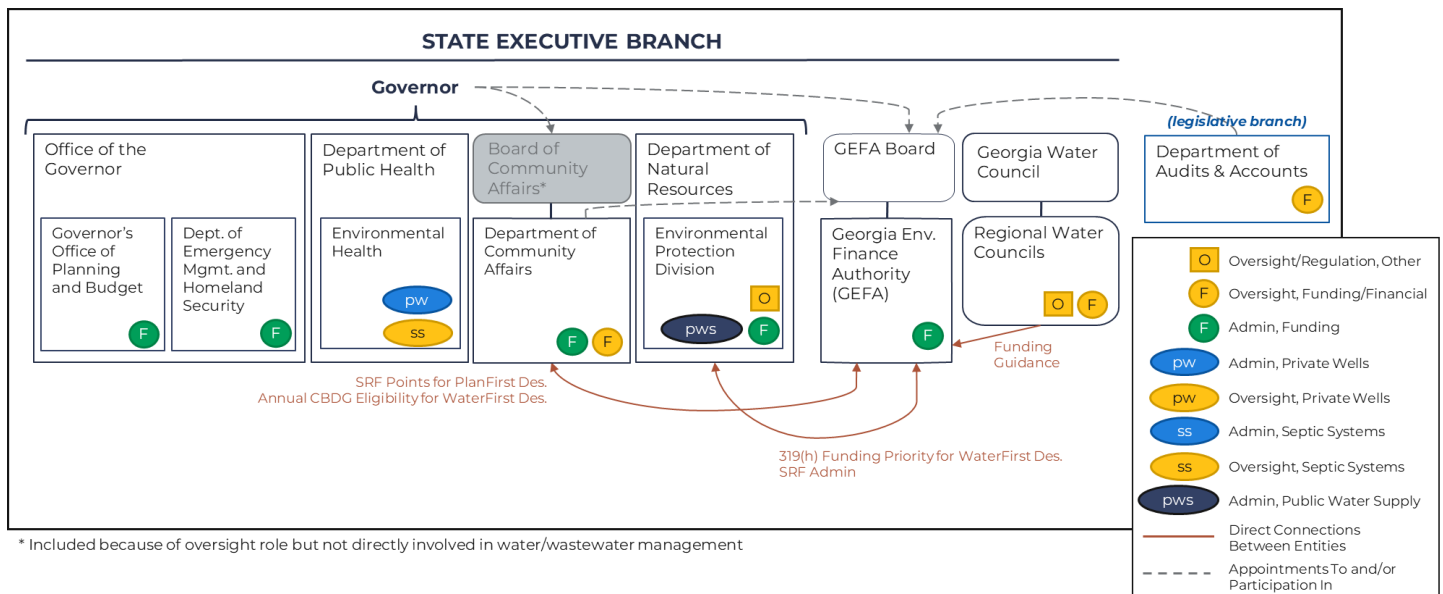 STATE EXECUTIVE BRANCH
Governor
(legislative branch)
Office of the
Governor
Governor's
Office of
Planning
and Budget
F
Dept. of
Emergency
Mgmt. and
Homeland
Security
F
Department of
Public Health
Environmental
Health
pw
ss
Board of
Community
Affairs*
Department of
Community
Affairs
F F
Department of
Natural
Resources
Environmental
Protection
Division
O
pws F
GEFA Board
Georgia Env.
Finance
Authority
(GEFA)
F
Georgia Water
Council
Regional Water
Councils
O F
Department of
Audits & Accounts
F
Funding
Guidance
SRF Points for PlanFirst Des.
Annual CBDG Eligibility for WaterFirst Des.
319(h) Funding Priority for WaterFirst Des.
SRF Admin
O Oversight/Regulation, Other
F Oversight, Funding/Financial
F Admin, Funding
pw Admin, Private Wells
pw Oversight, Private Wells
ss Admin, Septic Systems
ss Oversight, Septic Systems
pws Admin, Public Water Supply
Direct Connections
Between Entities
Appointments To and/or
Participation In
* Included because of oversight role but not directly involved in water/wastewater management